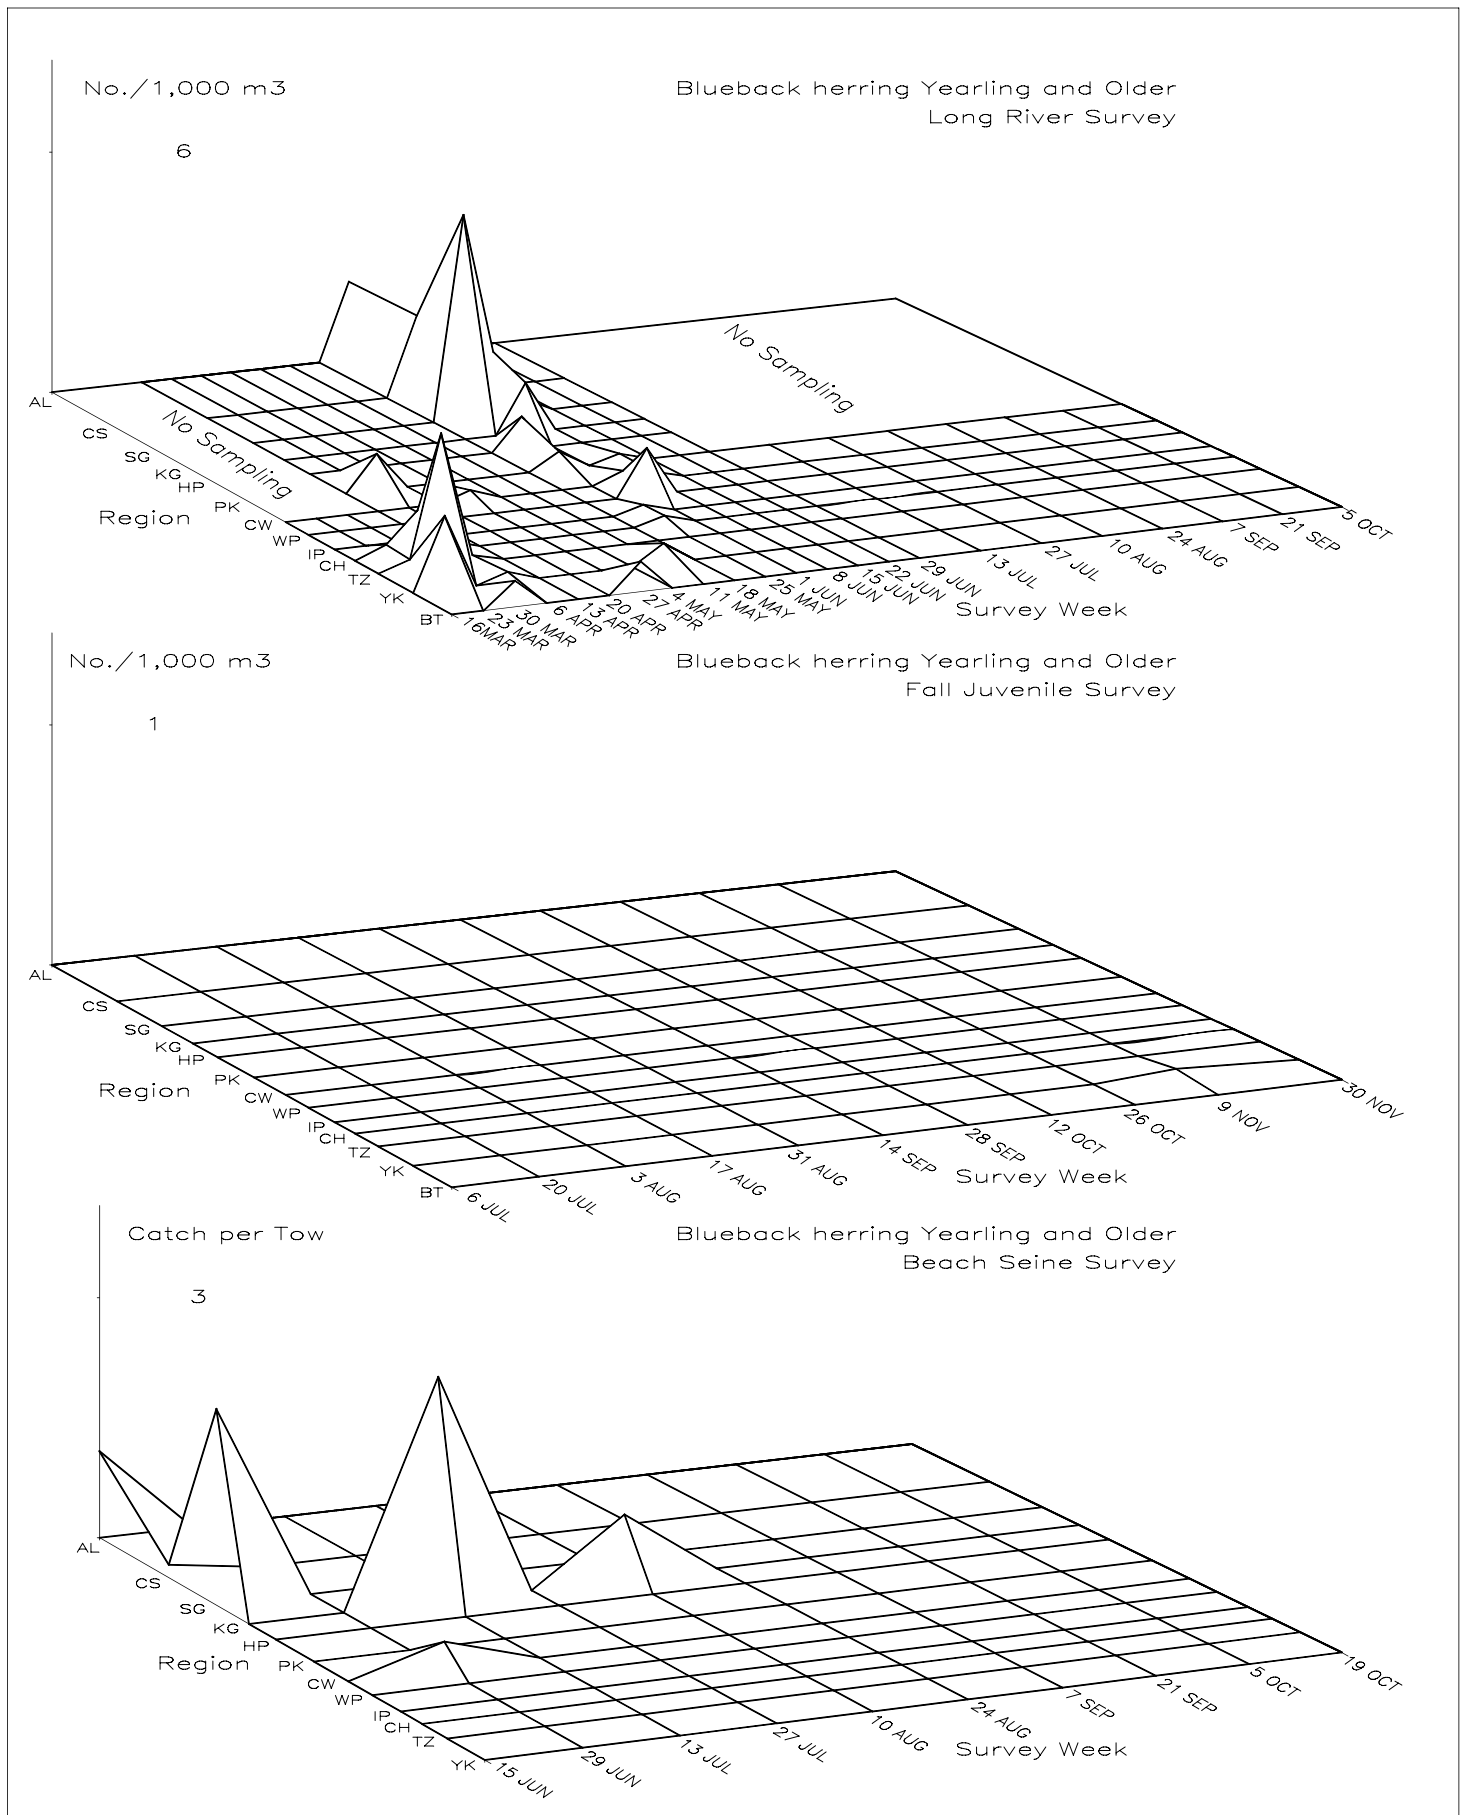 No./1,000 m3
Blueback herring Yearling and Older
Long River Survey
6
No Sampling
AL
CS
SG
KG
HP
PK
CW
WP
IP
CH
TZ
YK
BT
No Sampling
Region
16MAR
23 MAR
30 MAR
6 APR
13 APR
20 APR
27 APR
4 MAY
11 MAY
18 MAY
25 MAY
1 JUN
8 JUN
15 JUN
22 JUN
29 JUN
13 JUL
27 JUL
10 AUG
24 AUG
7 SEP
21 SEP
5 OCT
Survey Week
No./1,000 m3
Blueback herring Yearling and Older
Fall Juvenile Survey
1
AL
CS
SG
KG
HP
PK
CW
WP
IP
CH
TZ
YK
BT
Region
6 JUL
20 JUL
3 AUG
17 AUG
31 AUG
14 SEP
28 SEP
12 OCT
26 OCT
9 NOV
30 NOV
Survey Week
Catch per Tow
Blueback herring Yearling and Older
Beach Seine Survey
3
AL
CS
SG
KG
HP
PK
CW
WP
IP
CH
TZ
YK
Region
15 JUN
29 JUN
13 JUL
27 JUL
10 AUG
24 AUG
7 SEP
21 SEP
5 OCT
19 OCT
Survey Week